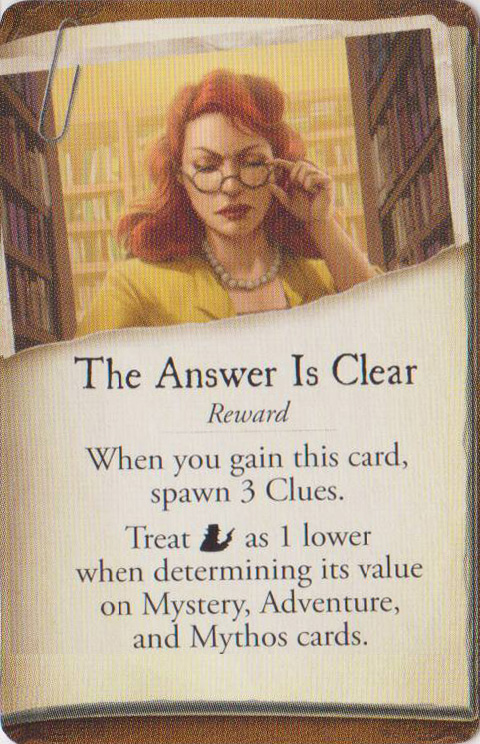 The Answer Is Clear
Reward
When you gain this card,
spawn 3 Clues.
Treat as 1 lower
when determining its value
on Mystery, Adventure,
and Mythos cards.